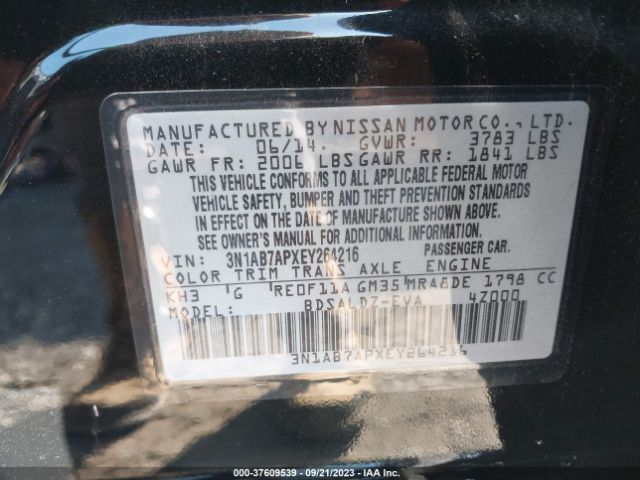 MANUFACTURED BY NISSAN MOTOR CO., LTD.
DATE: 06/14. GVWR: 3783 LBS
GAWR FR: 2006 LBS GAWR RR: 1841 LBS
THIS VEHICLE CONFORMS TO ALL APPLICABLE FEDERAL MOTOR
VEHICLE SAFETY, BUMPER AND THEFT PREVENTION STANDARDS
IN EFFECT ON THE DATE OF MANUFACTURE SHOWN ABOVE.
SEE OWNER'S MANUAL FOR ADDITIONAL INFORMATION.
VIN: 3N1AB7APXEY264216 PASSENGER CAR.
COLOR TRIM TRANS AXLE ENGINE
KH3 G RE0F11A GM35 MRA8DE 1798 CC
MODEL: BDSALDZ-EVA 4Z000
3N1AB7APXEY264216
000-37609539 - 09/21/2023 - IAAI.COM